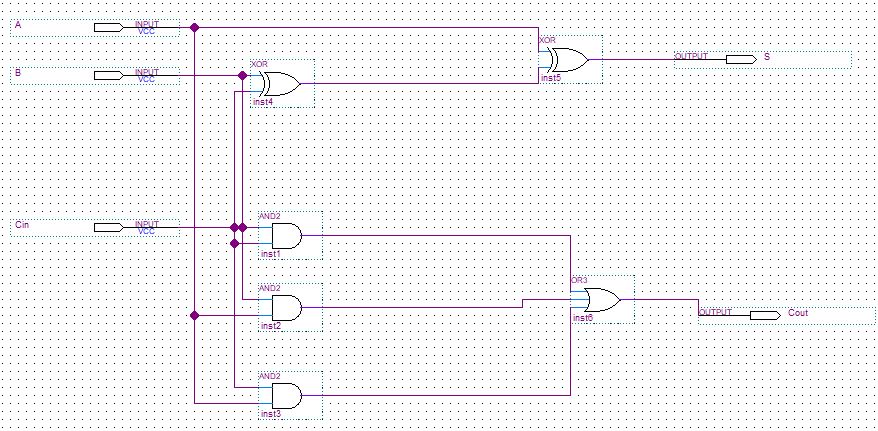 A
INPUT
VCC
B
INPUT
VCC
XOR
inst4
XOR
inst5
OUTPUT
S
Cin
INPUT
VCC
AND2
inst1
AND2
inst2
AND2
inst3
OR3
inst6
OUTPUT
Cout